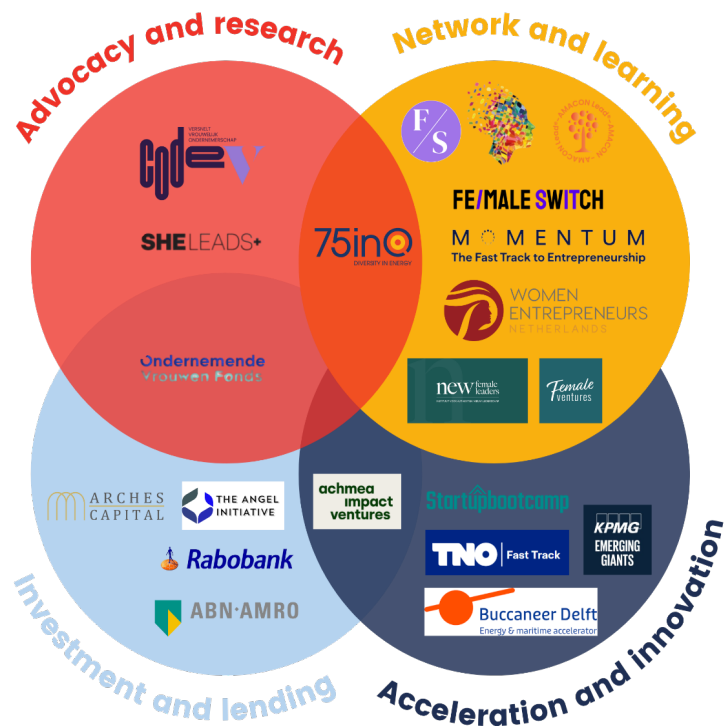 Advocacy and research
Network and learning
CODE-V
VERSNELT
VROUWELIJK
ONDERNEMERSCHAP
F/S
AMACON
SHELEADS+
75inQ
DIVERSITY IN ENERGY
FE/MALE SWITCH
MOMENTUM
The Fast Track to Entrepreneurship
WOMEN
ENTREPRENEURS
NETHERLANDS
Ondernemende
Vrouwen Fonds
new female
leaders
Female
ventures
ARCHES
CAPITAL
THE ANGEL
INITIATIVE
achmea
impact
ventures
Startupbootcamp
KPMG
EMERGING
GIANTS
Rabobank
TNO Fast Track
ABN·AMRO
Buccaneer Delft
Energy & maritime accelerator
Investment and lending
Acceleration and innovation